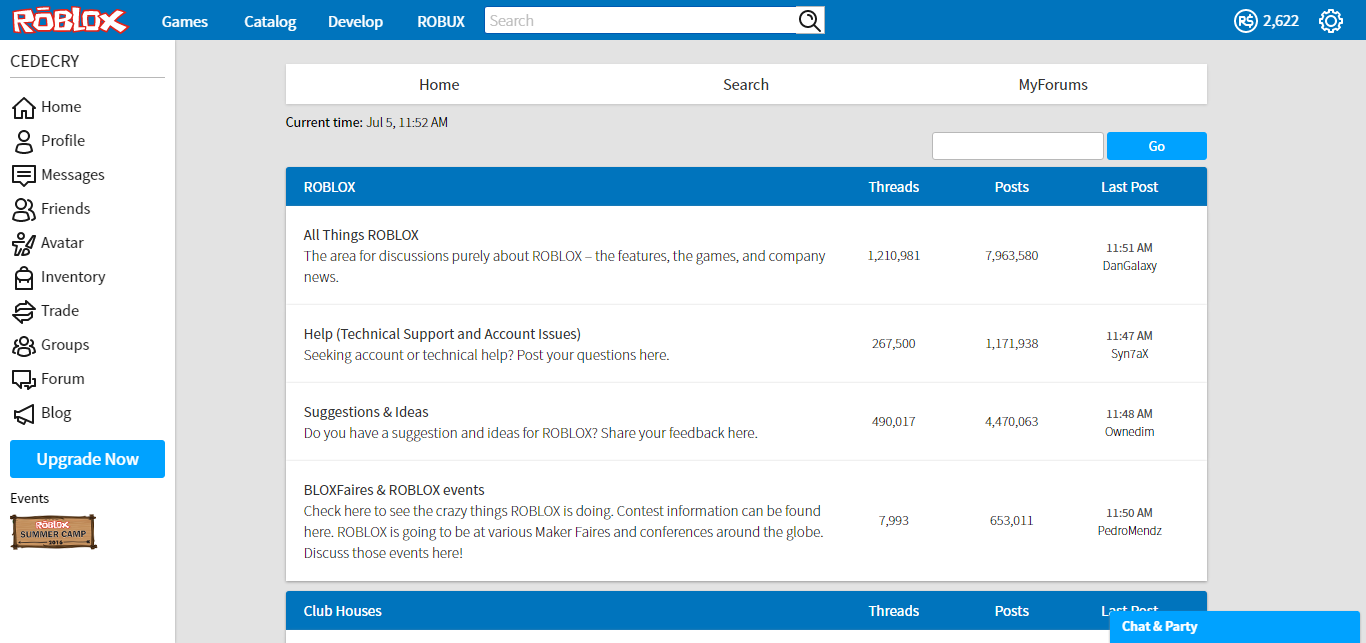 ROBLOX Games Catalog Develop ROBUX Search R$ 2,622
CEDECRY
Home
Profile
Messages
Friends
Avatar
Inventory
Trade
Groups
Forum
Blog
Upgrade Now
Events
ROBLOX
SUMMER CAMP
2016
Home Search MyForums
Current time: Jul 5, 11:52 AM
Go
ROBLOX Threads Posts Last Post
All Things ROBLOX
The area for discussions purely about ROBLOX – the features, the games, and company
news.
1,210,981 7,963,580 11:51 AM
DanGalaxy
Help (Technical Support and Account Issues)
Seeking account or technical help? Post your questions here.
267,500 1,171,938 11:47 AM
Syn7aX
Suggestions & Ideas
Do you have a suggestion and ideas for ROBLOX? Share your feedback here.
490,017 4,470,063 11:48 AM
Ownedim
BLOXFaires & ROBLOX events
Check here to see the crazy things ROBLOX is doing. Contest information can be found
here. ROBLOX is going to be at various Maker Faires and conferences around the globe.
Discuss those events here!
7,993 653,011 11:50 AM
PedroMendz
Club Houses Threads Posts Last Post
Chat & Party